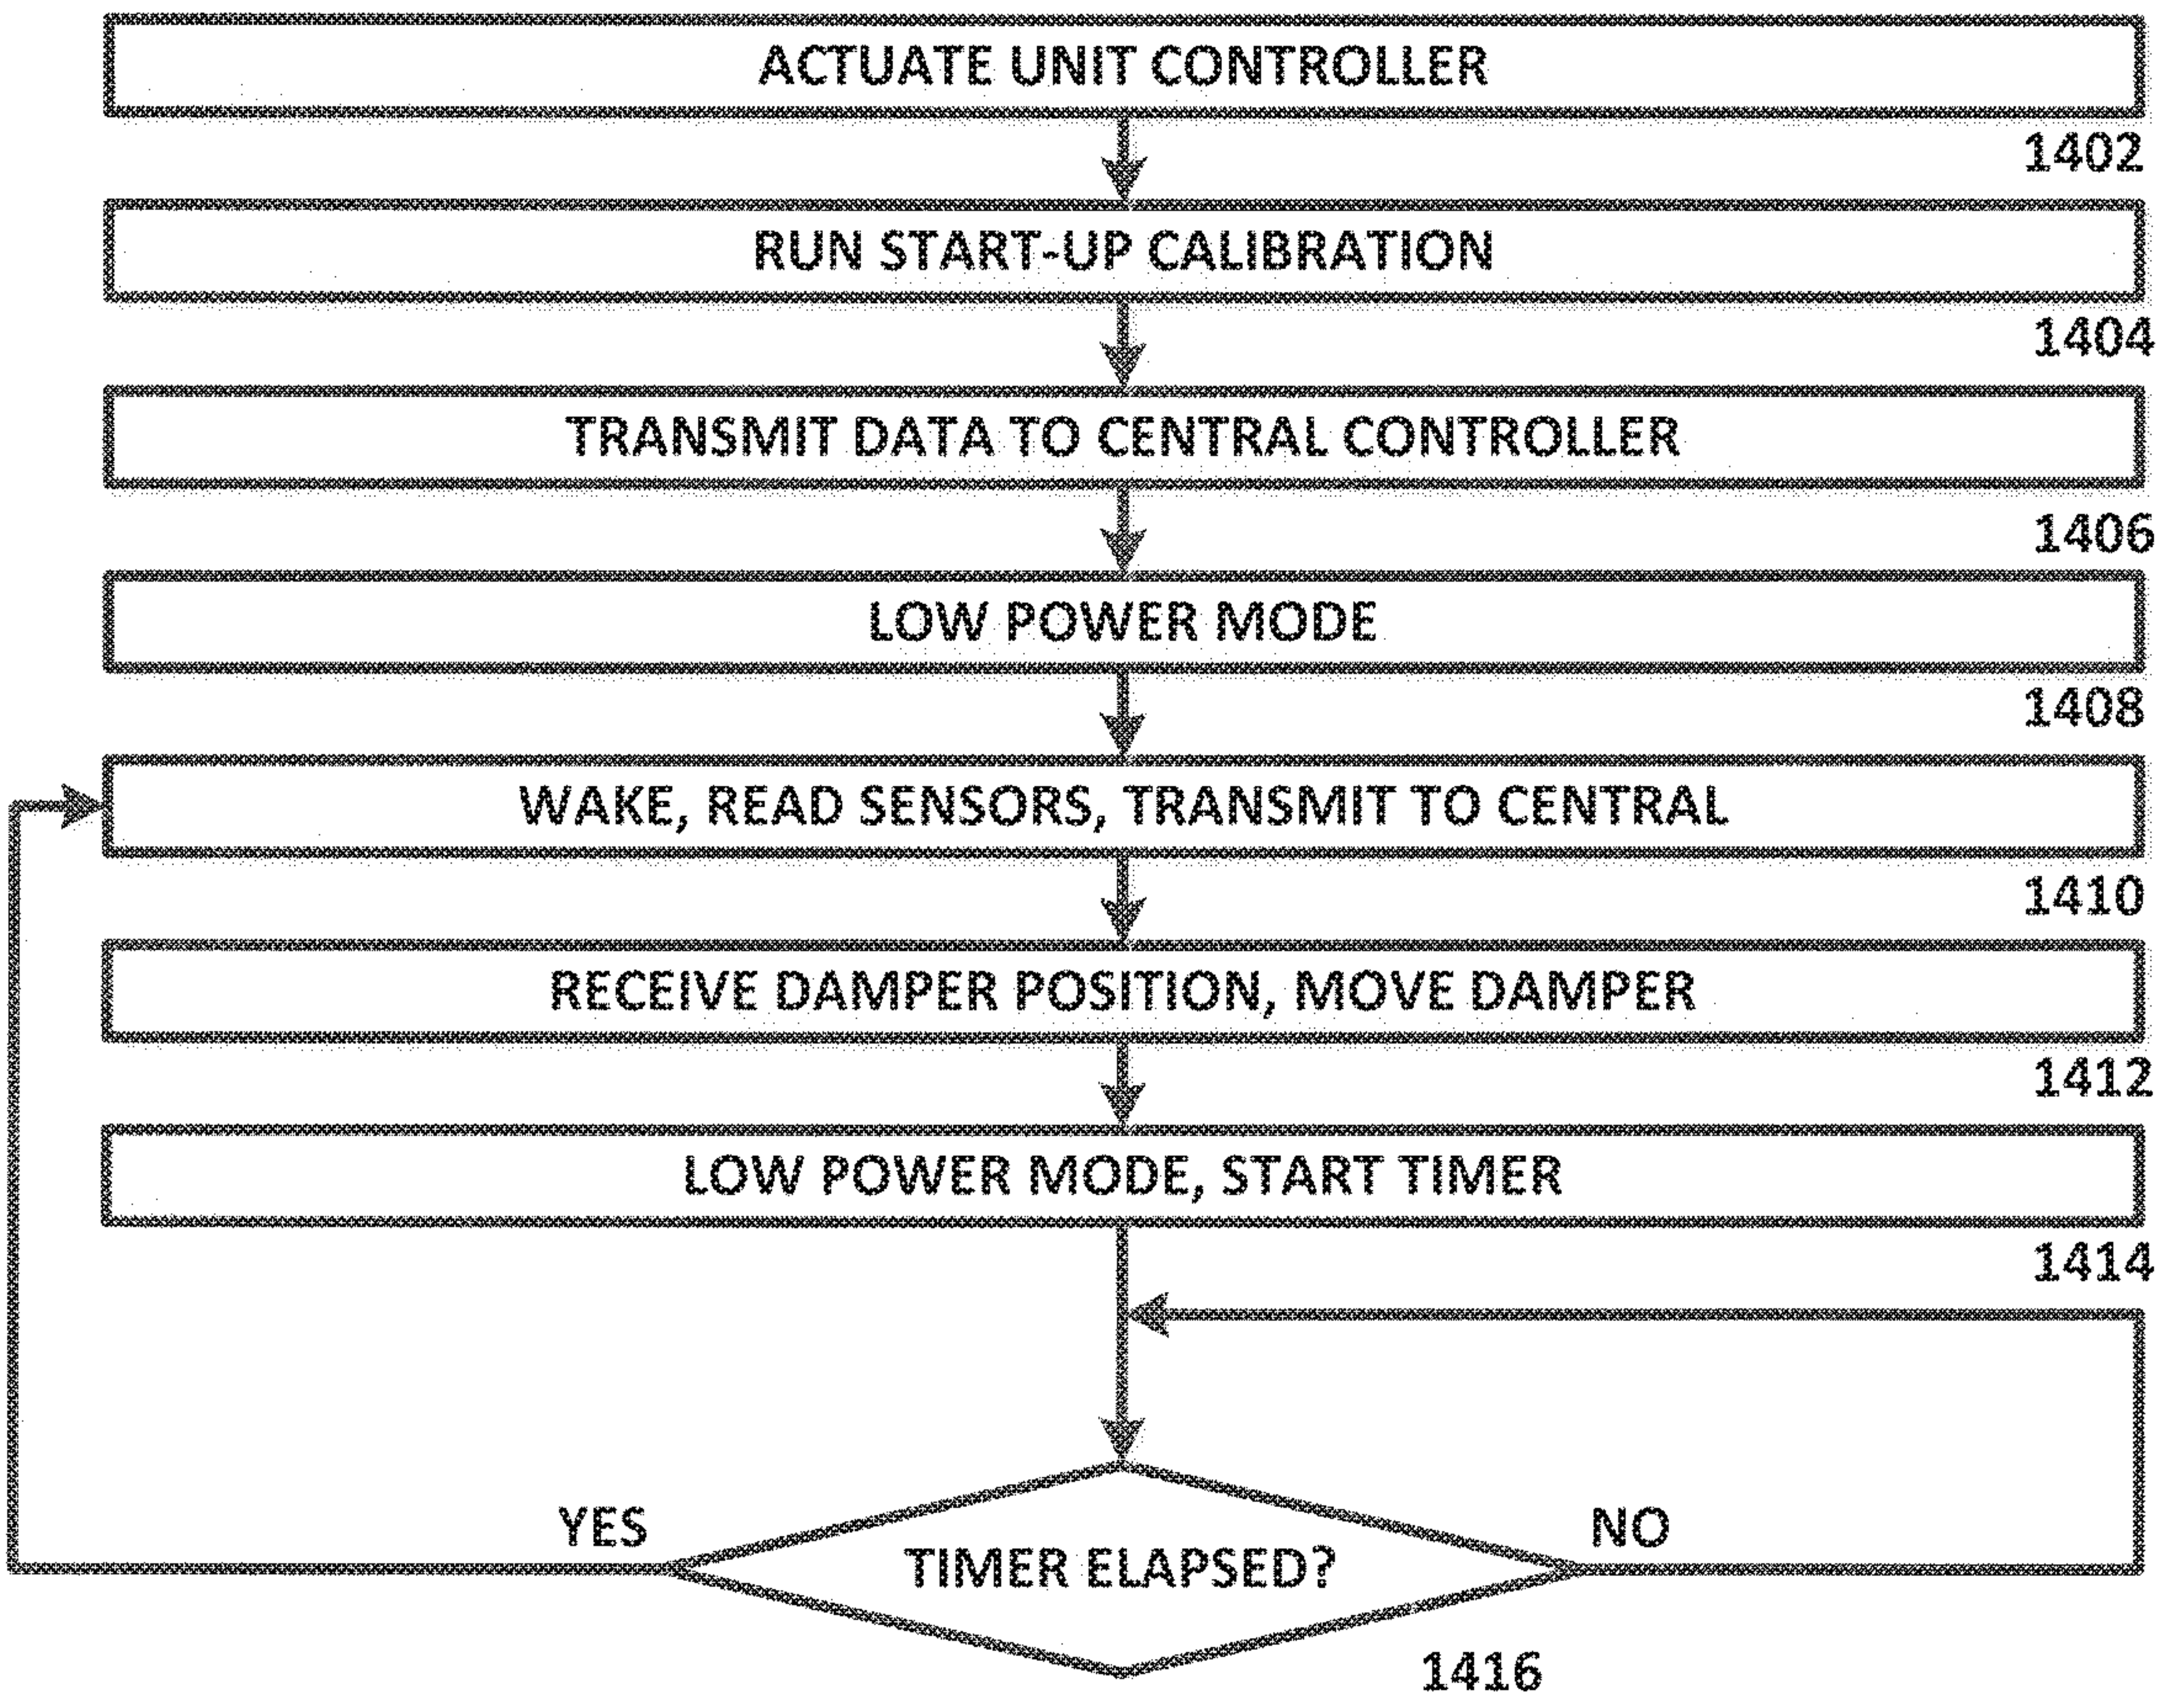 ACTUATE UNIT CONTROLLER
1402
RUN START-UP CALIBRATION
1404
TRANSMIT DATA TO CENTRAL CONTROLLER
1406
LOW POWER MODE
1408
WAKE, READ SENSORS, TRANSMIT TO CENTRAL
1410
RECEIVE DAMPER POSITION, MOVE DAMPER
1412
LOW POWER MODE, START TIMER
1414
YES
NO
TIMER ELAPSED?
1416